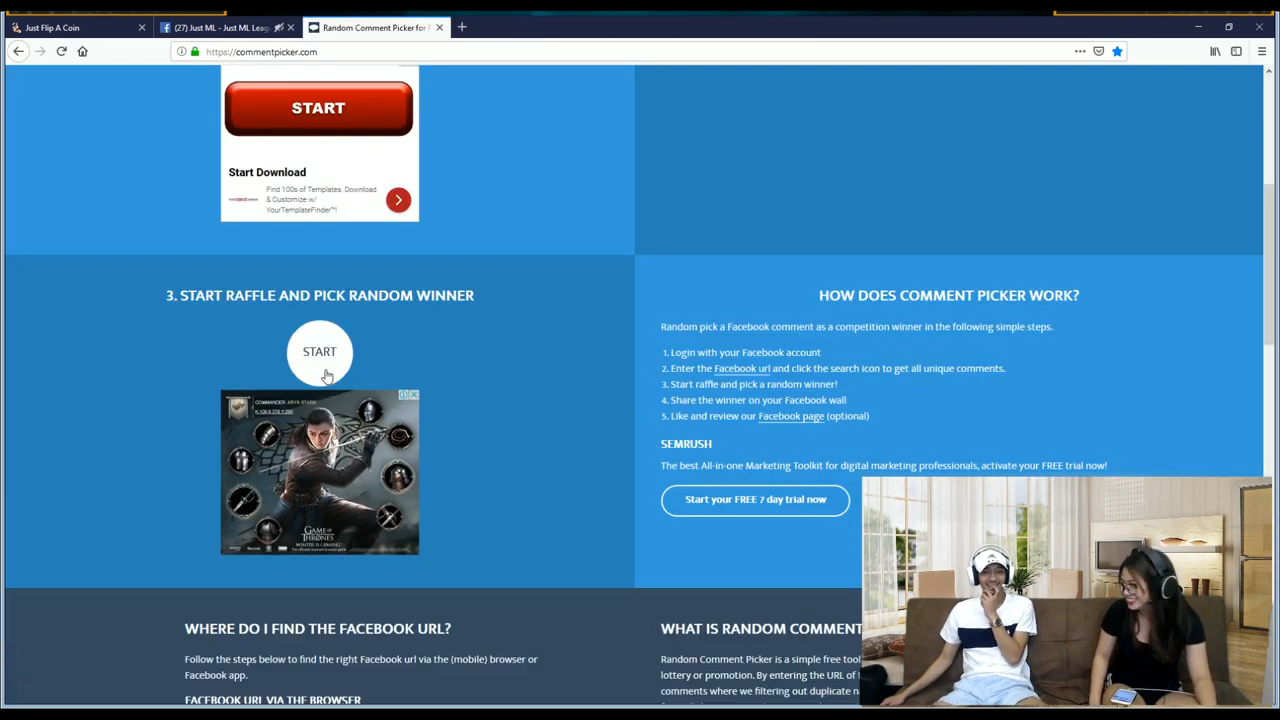 Just Flip A Coin
(27) Just ML - Just ML Leag
Random Comment Picker for F
https://commentpicker.com
START
Start Download
Find 100s of Templates. Download
& Customize w/
YourTemplateFinder™!
3. START RAFFLE AND PICK RANDOM WINNER
START
COMMANDER: ARYA STARK
GAME OF
THRONES
WINTER IS COMING
HOW DOES COMMENT PICKER WORK?
Random pick a Facebook comment as a competition winner in the following simple steps.
1. Login with your Facebook account
2. Enter the Facebook url and click the search icon to get all unique comments.
3. Start raffle and pick a random winner!
4. Share the winner on your Facebook wall
5. Like and review our Facebook page (optional)
SEMRUSH
The best All-in-one Marketing Toolkit for digital marketing professionals, activate your FREE trial now!
Start your FREE 7 day trial now
WHERE DO I FIND THE FACEBOOK URL?
Follow the steps below to find the right Facebook url via the (mobile) browser or
Facebook app.
FACEBOOK URL VIA THE BROWSER
WHAT IS RANDOM COMMENT
Random Comment Picker is a simple free tool
lottery or promotion. By entering the URL of
comments where we filtering out duplicate